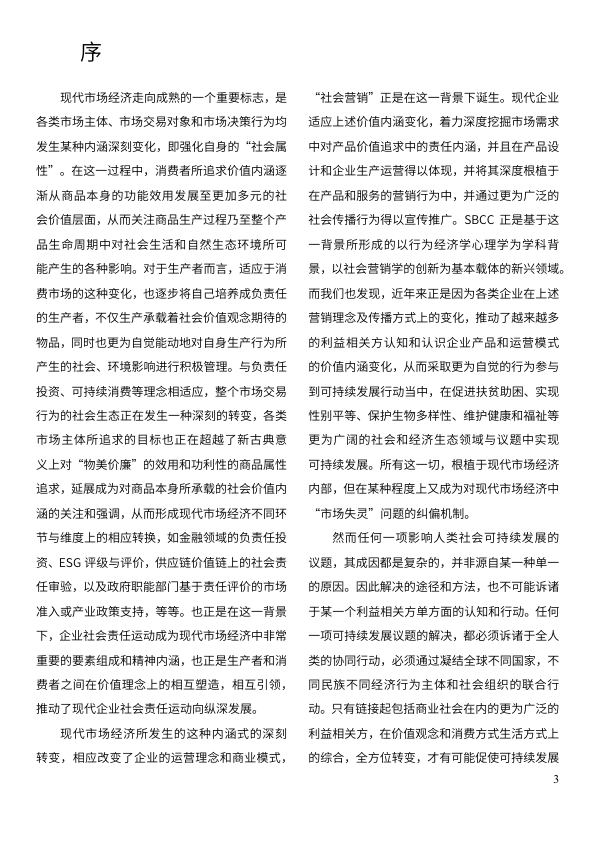 序
现代市场经济走向成熟的一个重要标志，是
各类市场主体、市场交易对象和市场决策行为均
发生某种内涵深刻变化，即强化自身的“社会属
性”。在这一过程中，消费者所追求价值内涵逐
渐从商品本身的功能效用发展至更加多元的社
会价值层面，从而关注商品生产过程乃至整个产
品生命周期中对社会生活和自然生态环境所可
能产生的各种影响。对于生产者而言，适应于消
费市场的这种变化，也逐步将自己培养成负责任
的生产者，不仅生产承载着社会价值观念期待的
物品，同时也更为自觉能动地对自身生产行为所
产生的社会、环境影响进行积极管理。与负责任
投资、可持续消费等理念相适应，整个市场交易
行为的社会生态正在发生一种深刻的转变，各类
市场主体所追求的目标也正在超越了新古典意
义上对“物美价廉”的效用和功利性的商品属性
追求，延展成为对商品本身所承载的社会价值内
涵的关注和强调，从而形成现代市场经济不同环
节与维度上的相应转换，如金融领域的负责任投
资、ESG 评级与评价，供应链价值链上的社会责
任审验，以及政府职能部门基于责任评价的市场
准入或产业政策支持，等等。也正是在这一背景
下，企业社会责任运动成为现代市场经济中非常
重要的要素组成和精神内涵，也正是生产者和消
费者之间在价值理念上的相互塑造，相互引领，
推动了现代企业社会责任运动向纵深发展。
现代市场经济所发生的这种内涵式的深刻
转变，相应改变了企业的运营理念和商业模式，
“社会营销”正是在这一背景下诞生。现代企业
适应上述价值内涵变化，着力深度挖掘市场需求
中对产品价值追求中的责任内涵，并且在产品设
计和企业生产运营得以体现，并将其深度根植于
在产品和服务的营销行为中，并通过更为广泛的
社会传播行为得以宣传推广。SBCC 正是基于这
一背景所形成的以行为经济学心理学为学科背
景，以社会营销学的创新为基本载体的新兴领域。
而我们也发现，近年来正是因为各类企业在上述
营销理念及传播方式上的变化，推动了越来越多
的利益相关方认知和认识企业产品和运营模式
的价值内涵变化，从而采取更为自觉的行为参与
到可持续发展行动当中，在促进扶贫助困、实现
性别平等、保护生物多样性、维护健康和福祉等
更为广阔的社会和经济生态领域与议题中实现
可持续发展。所有这一切，根植于现代市场经济
内部，但在某种程度上又成为对现代市场经济中
“市场失灵”问题的纠偏机制。
然而任何一项影响人类社会可持续发展的
议题，其成因都是复杂的，并非源自某一种单一
的原因。因此解决的途径和方法，也不可能诉诸
于某一个利益相关方单方面的认知和行动。任何
一项可持续发展议题的解决，都必须诉诸于全人
类的协同行动，必须通过凝结全球不同国家，不
同民族不同经济行为主体和社会组织的联合行
动。只有链接起包括商业社会在内的更为广泛的
利益相关方，在价值观念和消费方式生活方式上
的综合，全方位转变，才有可能促使可持续发展
3